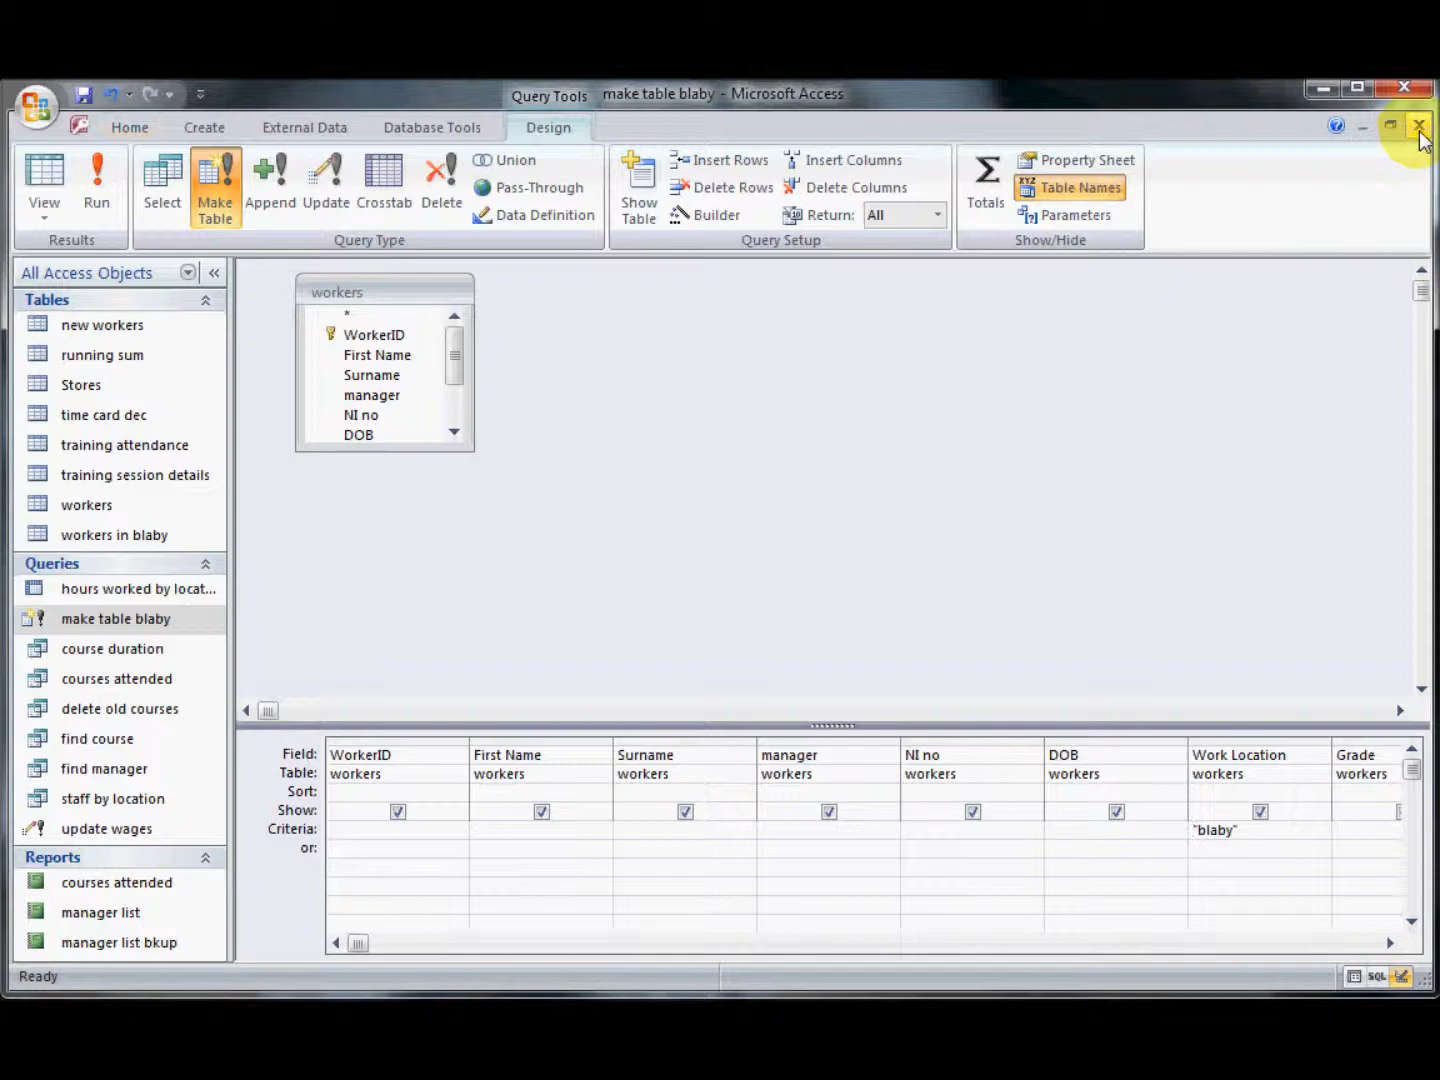 Query Tools make table blaby - Microsoft Access
Home Create External Data Database Tools Design
View Run
Results
Select Make Table Append Update Crosstab Delete
Union
Pass-Through
Data Definition
Query Type
Show Table
Insert Rows
Delete Rows
Builder
Insert Columns
Delete Columns
Return: All
Query Setup
Totals
Property Sheet
XYZ Table Names
Parameters
Show/Hide
All Access Objects
Tables
new workers
running sum
Stores
time card dec
training attendance
training session details
workers
workers in blaby
Queries
hours worked by locat...
make table blaby
course duration
courses attended
delete old courses
find course
find manager
staff by location
update wages
Reports
courses attended
manager list
manager list bkup
workers
*
WorkerID
First Name
Surname
manager
NI no
DOB
Field: WorkerID First Name Surname manager NI no DOB Work Location Grade
Table: workers workers workers workers workers workers workers workers
Sort:
Show:
Criteria: "blaby"
or:
Ready SQL